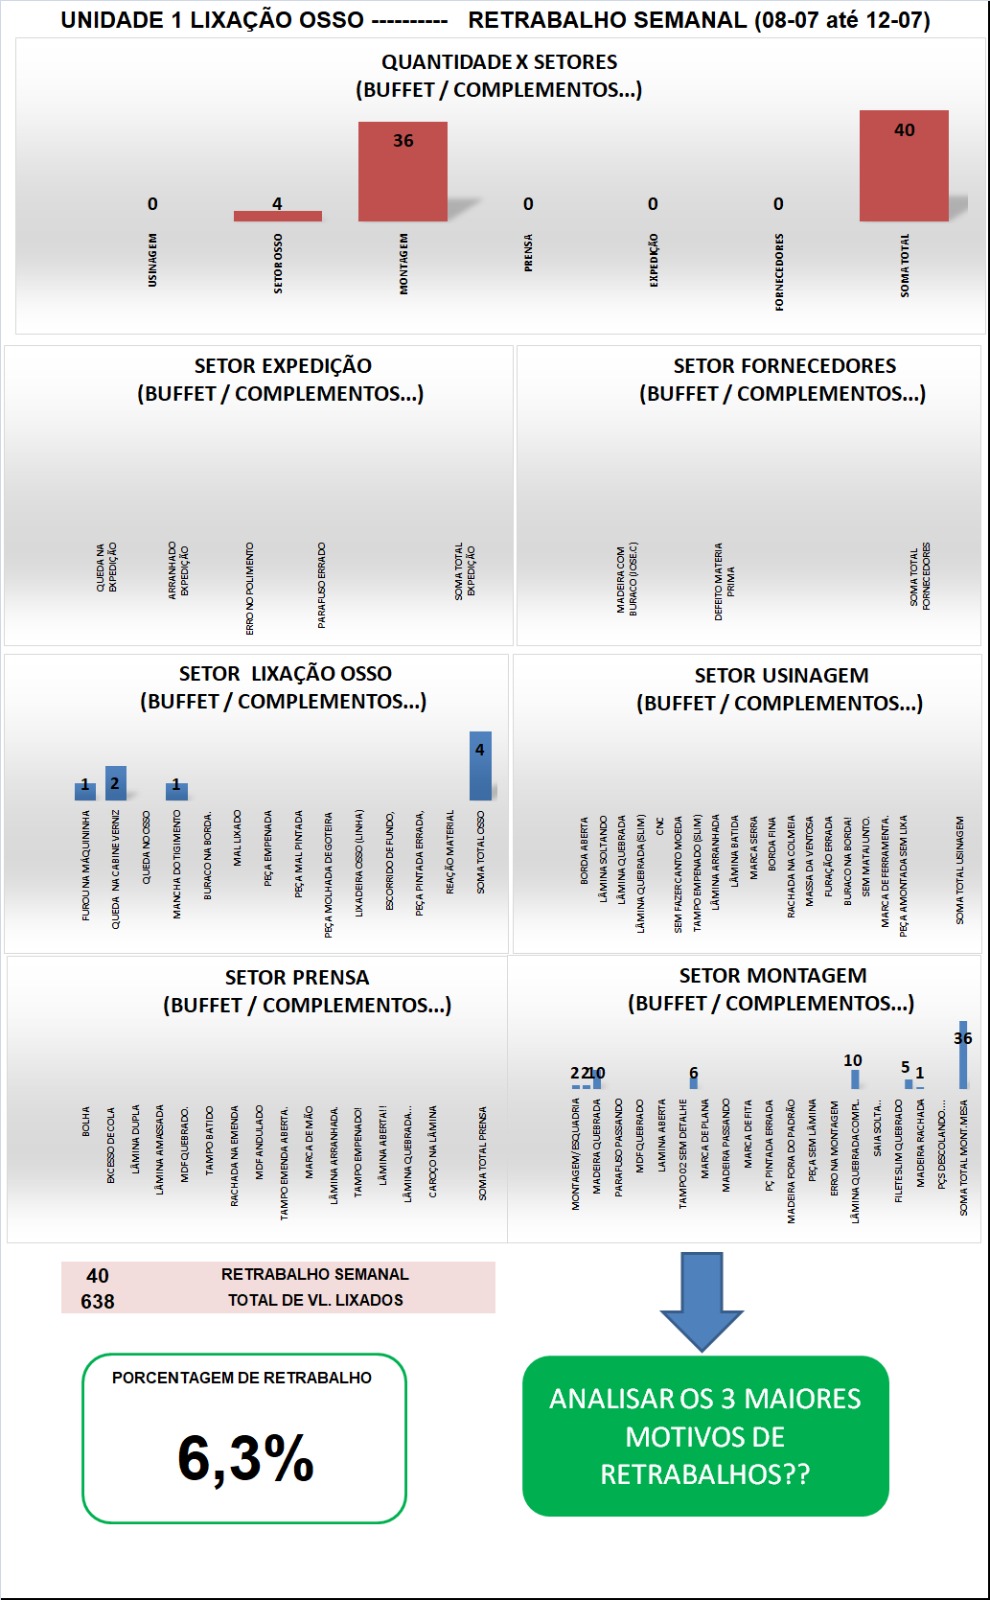 UNIDADE 1 LIXAÇÃO OSSO ---------- RETRABALHO SEMANAL (08-07 até 12-07)
QUANTIDADE X SETORES
(BUFFET / COMPLEMENTOS...)
0
4
36
0
0
0
40
USINAGEM
SETOR OSSO
MONTAGEM
PRENSA
EXPEDIÇÃO
FORNECEDORES
SOMA TOTAL
SETOR EXPEDIÇÃO
(BUFFET / COMPLEMENTOS...)
QUEDA NA
EXPEDIÇÃO
ARRANHADO
EXPEDIÇÃO
ERRO NO POLIMENTO
PARAFUSO ERRADO
SOMA TOTAL
EXPEDIÇÃO
SETOR FORNECEDORES
(BUFFET / COMPLEMENTOS...)
MADEIRA COM
BURACO (JOSE.C)
DEFEITO MATERIA
PRIMA
SOMA TOTAL
FORNECEDORES
SETOR LIXAÇÃO OSSO
(BUFFET / COMPLEMENTOS...)
1
2
1
4
FUROU NA MÁQUININHA
QUEDA NA CABINE VERNIZ
QUEDA NO OSSO
MANCHA DO TIGIMENTO
BURACO NA BORDA.
MAL LIXADO
PEÇA EMPENADA
PEÇA MAL PINTADA
PEÇA MOLHADA DE GOTEIRA
LIXADEIRA OSSO (LINHA)
ESCORRIDO DE FUNDO,
PEÇA PINTADA ERRADA,
REAÇÃO MATERIAL
SOMA TOTAL OSSO
SETOR USINAGEM
(BUFFET / COMPLEMENTOS...)
BORDA ABERTA
LÂMINA SOLTANDO
LÂMINA QUEBRADA
LÂMINA QUEBRADA (SLIM)
CNC
SEM FAZER CANTO MOEDA
TAMPO EMPENADO (SLIM)
LÂMINA ARRANHADA
LÂMINA BATIDA
MARCA SERRA
BORDA FINA
RACHADA NA COLMEIA
MASSA DA VENTOSA
FURAÇÃO ERRADA
BURACO NA BORDA!
SEM MATAJUNTO.
MARCA DE FERRAMENTA.
PEÇA AMONTADA SEM LIXA
SOMA TOTAL USINAGEM
SETOR PRENSA
(BUFFET / COMPLEMENTOS...)
BOLHA
EXCESSO DE COLA
LÂMINA DUPLA
LÂMINA AMASSADA
MDF QUEBRADO.
TAMPO BATIDO
RACHADA NA EMENDA
MDF ANDULADO
TAMPO EMENDA ABERTA.
MARCA DE MÃO
LÂMINA ARRANHADA.
TAMPO EMPENADO!
LÂMINA ABERTA!!
LÂMINA QUEBRADA...
CAROÇO NA LÂMINA
SOMA TOTAL PRENSA
SETOR MONTAGEM
(BUFFET / COMPLEMENTOS...)
2
2
10
6
10
5
1
36
MONTAGEM/ ESQUADRIA
MADEIRA QUEBRADA
PARAFUSO PASSANDO
MDF QUEBRADO
LAMINA ABERTA
TAMPO 02 SEM DETALHE
MARCA DE PLANA
MADEIRA PASSANDO
MARCA DE FITA
PÇ PINTADA ERRADA
MADEIRA FORA DO PADRÃO
PEÇA SEM LÂMINA
ERRO NA MONTAGEM
LÂMINA QUEBRADA COMPL.
SAIA SOLTA..
FILETE SLIM QUEBRADO
MADEIRA RACHADA
PÇS DESCOLANDO....
SOMA TOTAL MONT.MESA
40 RETRABALHO SEMANAL
638 TOTAL DE VL. LIXADOS
PORCENTAGEM DE RETRABALHO
6,3%
ANALISAR OS 3 MAIORES
MOTIVOS DE
RETRABALHOS??